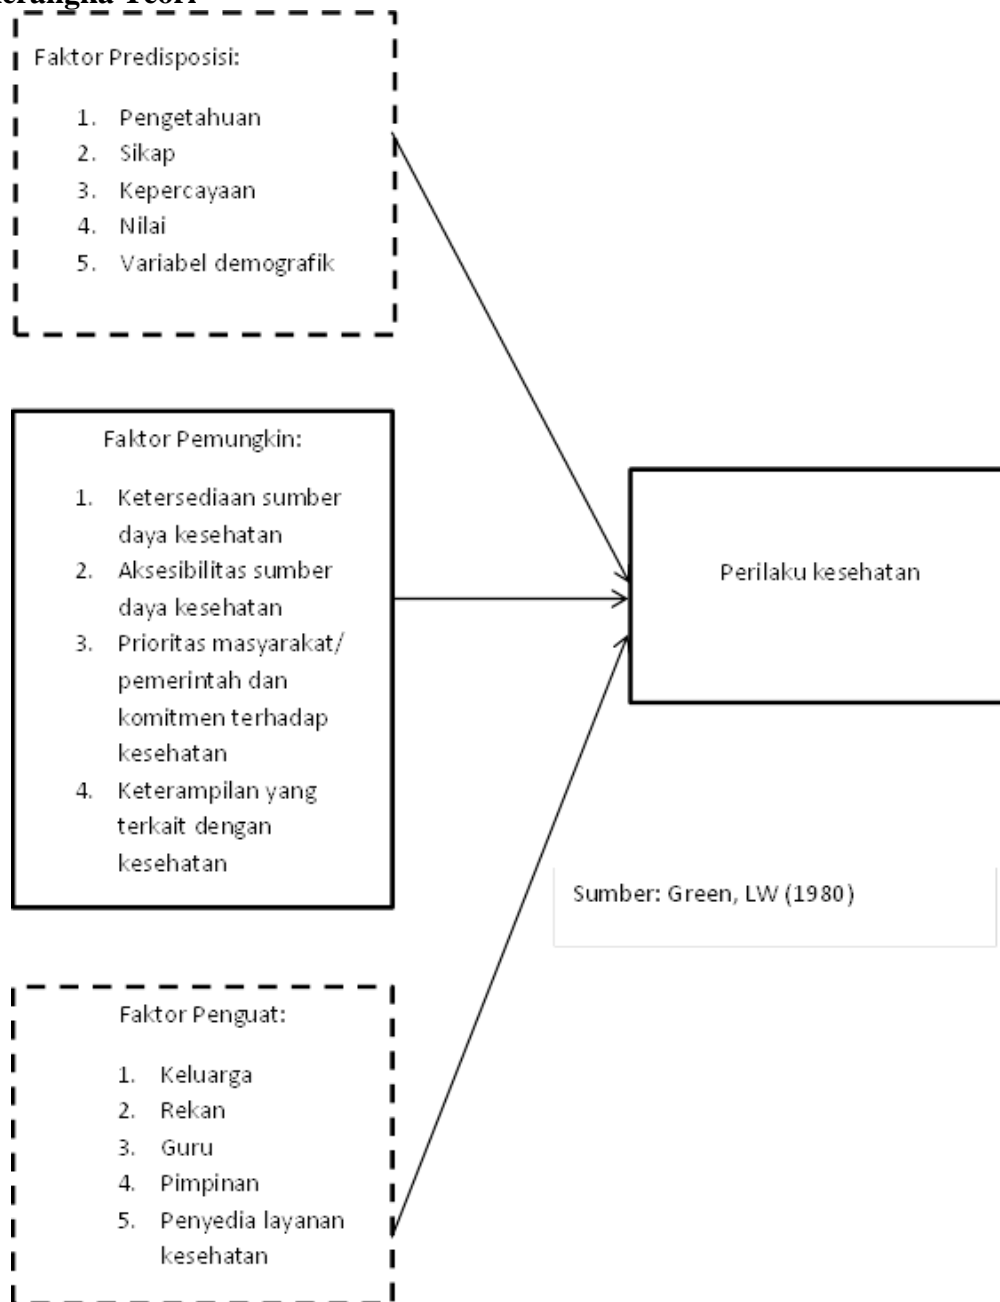 Kerangka Teori
Faktor Predisposisi:
1. Pengetahuan
2. Sikap
3. Kepercayaan
4. Nilai
5. Variabel demografik
Faktor Pemungkin:
1. Ketersediaan sumber
daya kesehatan
2. Aksesibilitas sumber
daya kesehatan
3. Prioritas masyarakat/
pemerintah dan
komitmen terhadap
kesehatan
4. Keterampilan yang
terkait dengan
kesehatan
Perilaku kesehatan
Sumber: Green, LW (1980)
Faktor Penguat:
1. Keluarga
2. Rekan
3. Guru
4. Pimpinan
5. Penyedia layanan
kesehatan